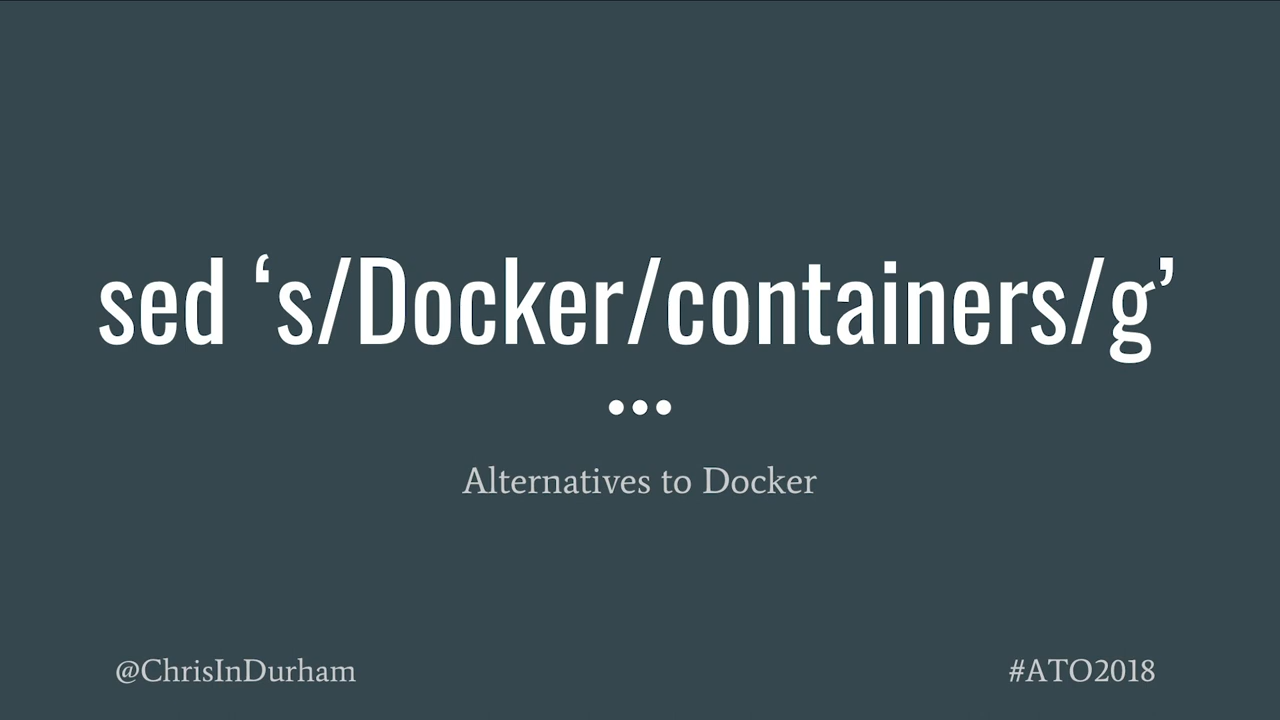 sed ‘s/Docker/containers/g’
Alternatives to Docker
@ChrisInDurham
#ATO2018